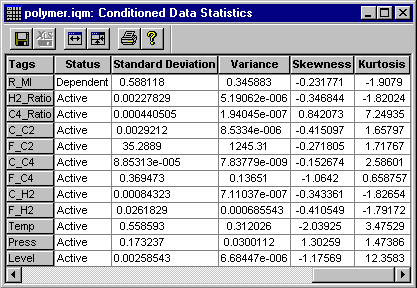 polymer.iqm: Conditioned Data Statistics
Tags Status Standard Deviation Variance Skewness Kurtosis
R_MI Dependent 0.588118 0.345883 -0.231771 -1.9079
H2_Ratio Active 0.00227829 5.19062e-006 -0.346844 -1.82024
C4_Ratio Active 0.000440505 1.94045e-007 0.842073 7.24935
C_C2 Active 0.0029212 8.5334e-006 -0.415097 1.65797
F_C2 Active 35.2889 1245.31 -0.271805 1.71767
C_C4 Active 8.85313e-005 7.83779e-009 -0.152674 2.58601
F_C4 Active 0.369473 0.13651 -1.0642 0.658757
C_H2 Active 0.00084323 7.11037e-007 -0.343361 -1.82654
F_H2 Active 0.0261829 0.000685543 -0.410549 -1.79172
Temp Active 0.558593 0.312026 -2.03925 3.47529
Press Active 0.173237 0.0300112 1.30259 1.47386
Level Active 0.00258543 6.68447e-006 -1.17569 12.3583